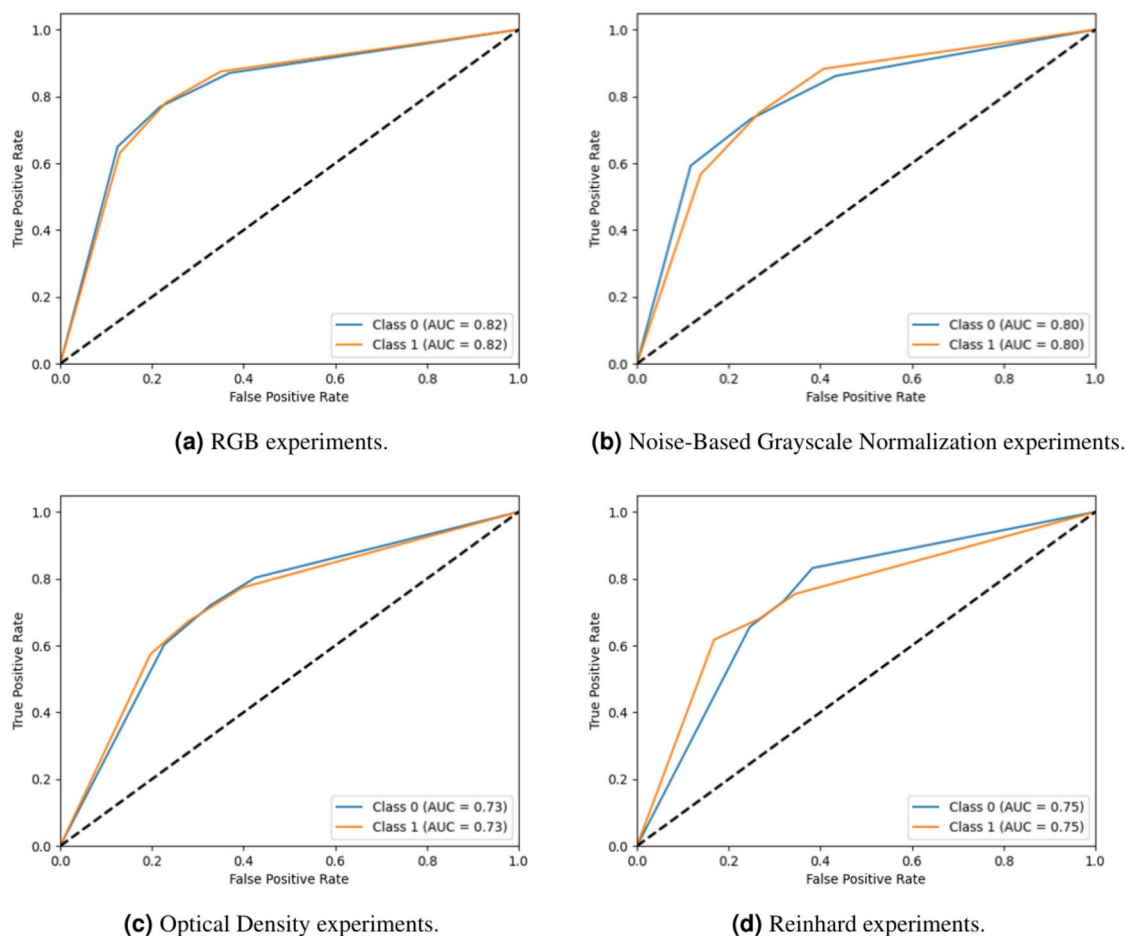 1.0
0.8
0.6
0.4
0.2
0.0
True Positive Rate
0.0 0.2 0.4 0.6 0.8 1.0
False Positive Rate
Class 0 (AUC = 0.82)
Class 1 (AUC = 0.82)
(a) RGB experiments.
1.0
0.8
0.6
0.4
0.2
0.0
True Positive Rate
0.0 0.2 0.4 0.6 0.8 1.0
False Positive Rate
Class 0 (AUC = 0.80)
Class 1 (AUC = 0.80)
(b) Noise-Based Grayscale Normalization experiments.
1.0
0.8
0.6
0.4
0.2
0.0
True Positive Rate
0.0 0.2 0.4 0.6 0.8 1.0
False Positive Rate
Class 0 (AUC = 0.73)
Class 1 (AUC = 0.73)
(c) Optical Density experiments.
1.0
0.8
0.6
0.4
0.2
0.0
True Positive Rate
0.0 0.2 0.4 0.6 0.8 1.0
False Positive Rate
Class 0 (AUC = 0.75)
Class 1 (AUC = 0.75)
(d) Reinhard experiments.